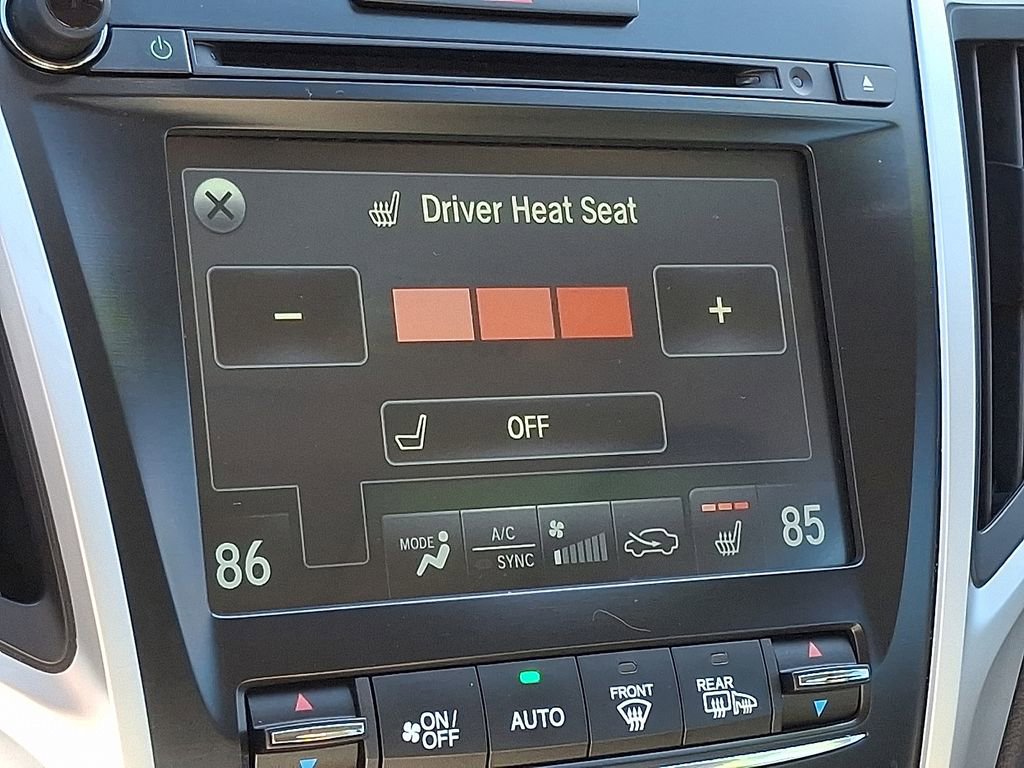 Driver Heat Seat
-
+
OFF
86
MODE
A/C
SYNC
85
ON/
OFF
AUTO
FRONT
REAR